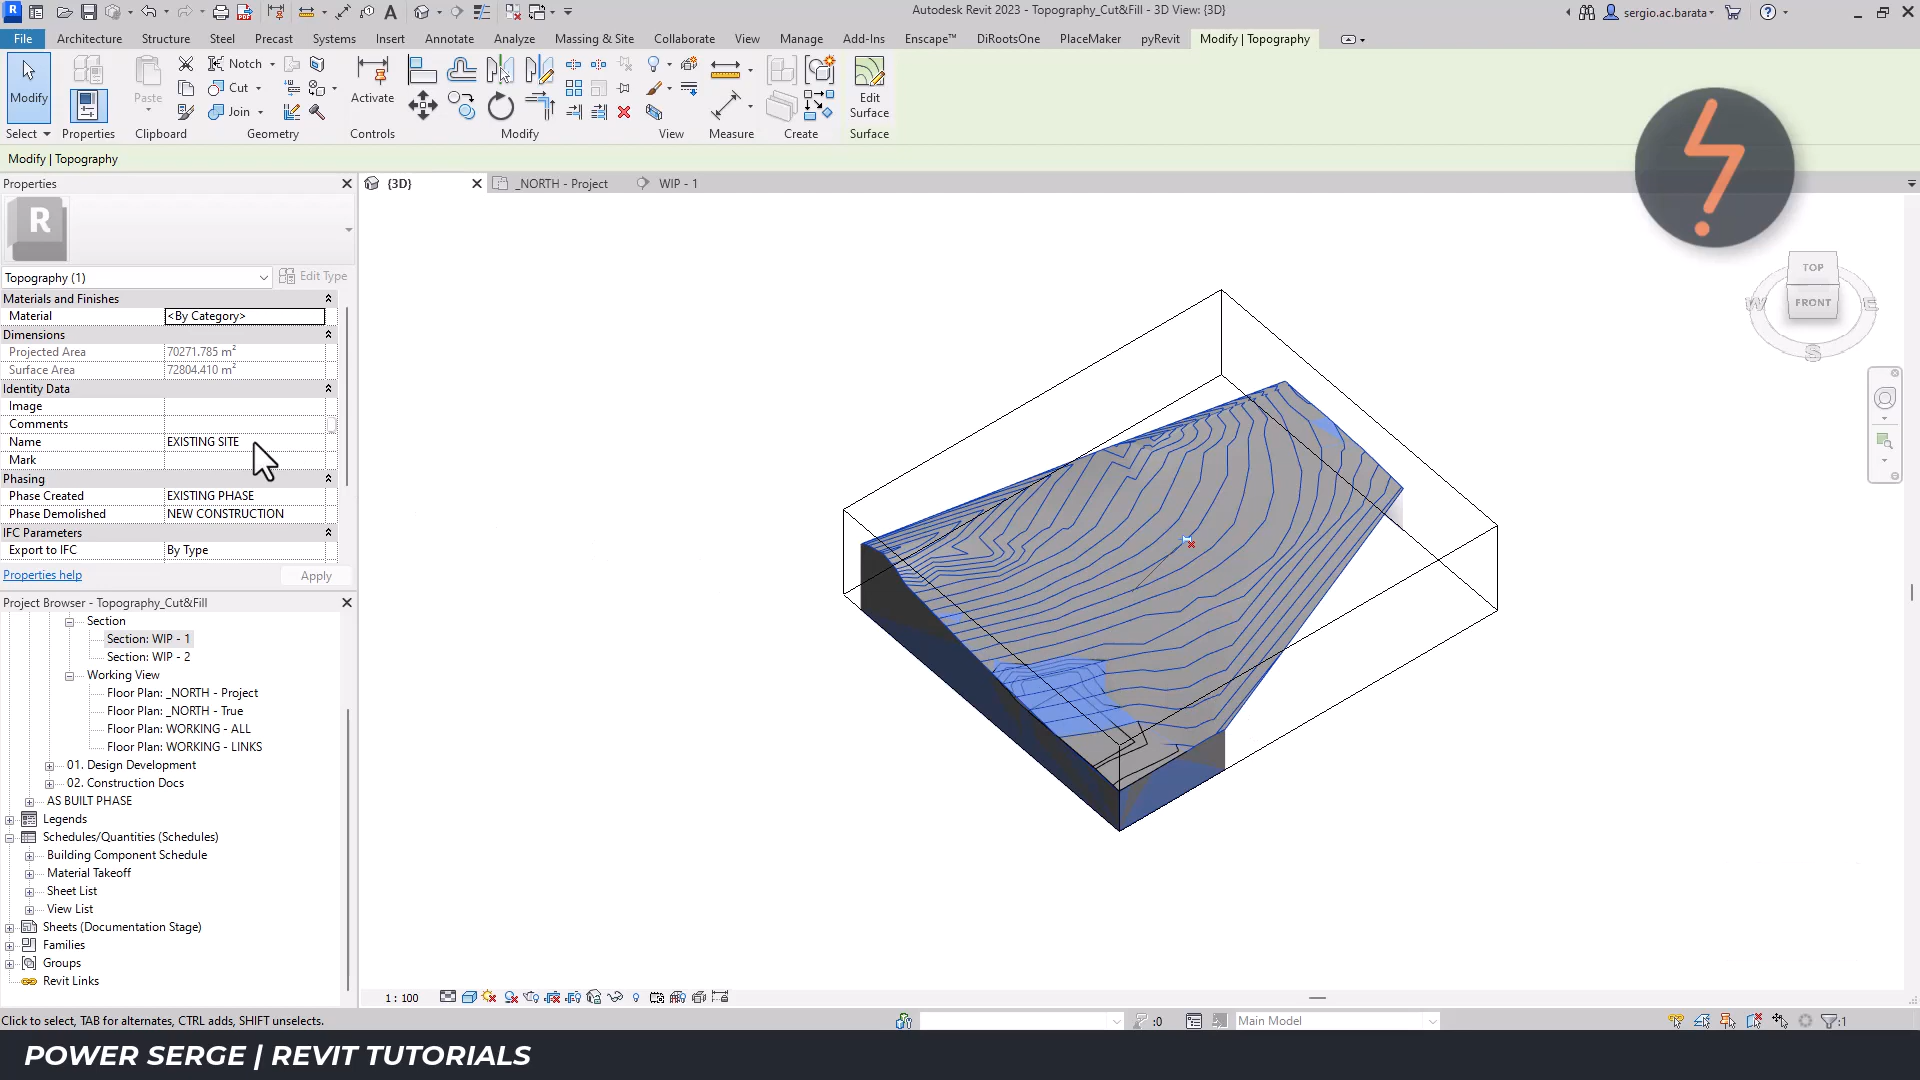 R
A
Autodesk Revit 2023 - Topography_Cut&Fill - 3D View: {3D}
sergio.ac.barata
File
Architecture
Structure
Steel
Precast
Systems
Insert
Annotate
Analyze
Massing & Site
Collaborate
View
Manage
Add-Ins
Enscape™
DiRootsOne
PlaceMaker
pyRevit
Modify | Topography
Modify
Paste
Notch
Cut
Join
Activate
Edit
Surface
Select
Properties
Clipboard
Geometry
Controls
Modify
View
Measure
Create
Surface
Modify | Topography
Properties
{3D}
_NORTH - Project
WIP - 1
R
Topography (1)
Edit Type
Materials and Finishes
Material <By Category>
Dimensions
Projected Area 70271.785 m²
Surface Area 72804.410 m²
Identity Data
Image
Comments
Name EXISTING SITE
Mark
Phasing
Phase Created EXISTING PHASE
Phase Demolished NEW CONSTRUCTION
IFC Parameters
Export to IFC By Type
Properties help
Apply
TOP
FRONT
W
E
S
Project Browser - Topography_Cut&Fill
Section
Section: WIP - 1
Section: WIP - 2
Working View
Floor Plan: _NORTH - Project
Floor Plan: _NORTH - True
Floor Plan: WORKING - ALL
Floor Plan: WORKING - LINKS
01. Design Development
02. Construction Docs
AS BUILT PHASE
Legends
Schedules/Quantities (Schedules)
Building Component Schedule
Material Takeoff
Sheet List
View List
Sheets (Documentation Stage)
Families
Groups
Revit Links
1 : 100
Click to select, TAB for alternates, CTRL adds, SHIFT unselects.
:0
Main Model
:1
POWER SERGE | REVIT TUTORIALS